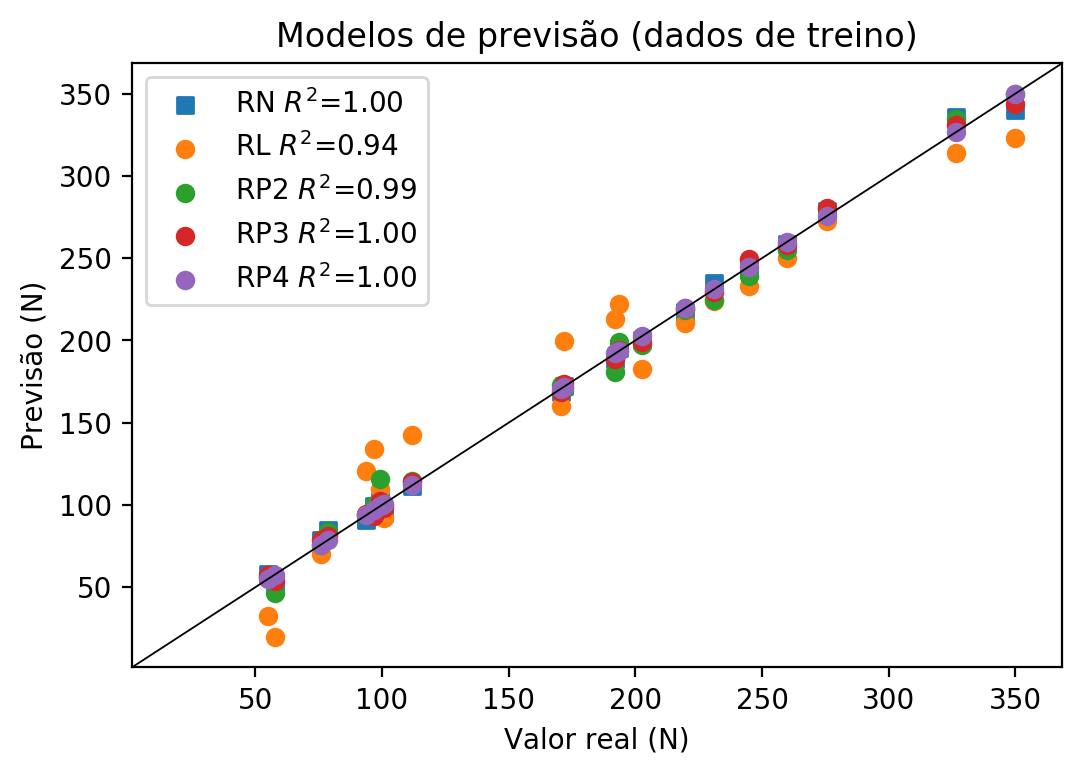 Modelos de previsão (dados de treino)
RN R²=1.00
RL R²=0.94
RP2 R²=0.99
RP3 R²=1.00
RP4 R²=1.00
Previsão (N)
350
300
250
200
150
100
50
50 100 150 200 250 300 350
Valor real (N)